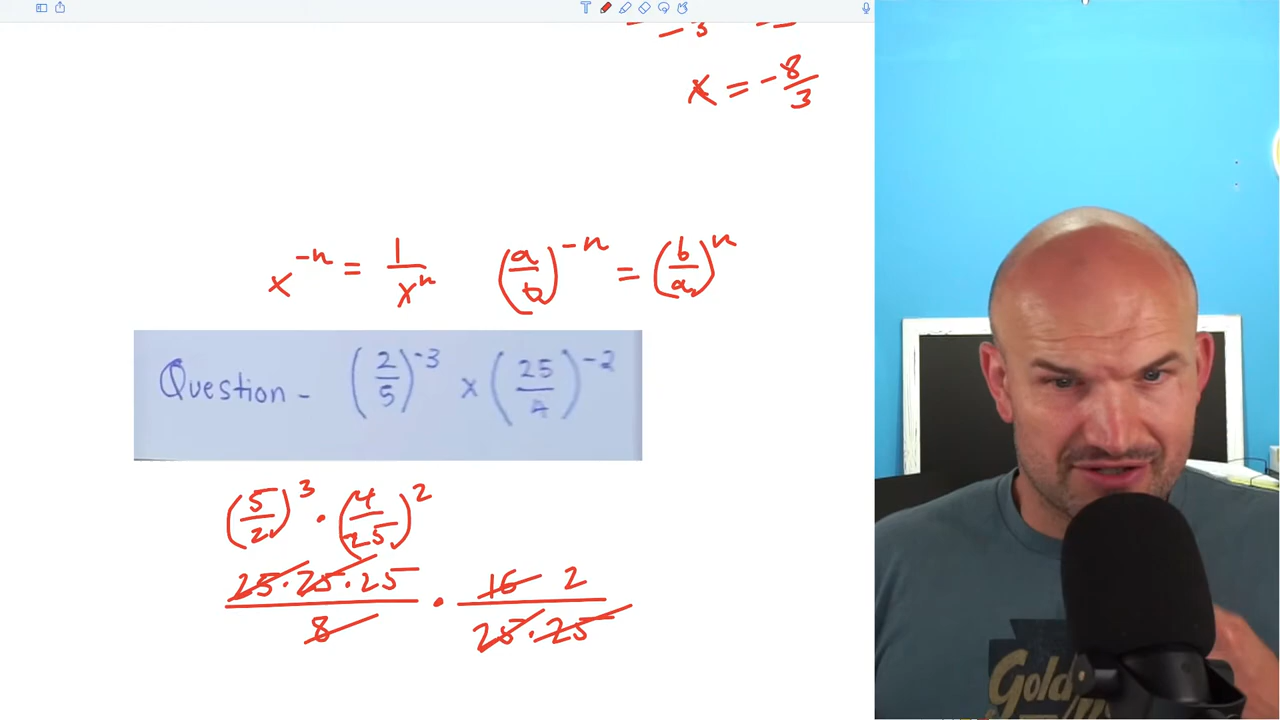 x = -8/3
x^-n = 1/x^n (a/b)^-n = (b/a)^n
Question - (2/5)^-3 × (25/4)^-2
(5/2)^3 · (4/25)^2
25·25·25/8 · 16 2/25·25
Gold